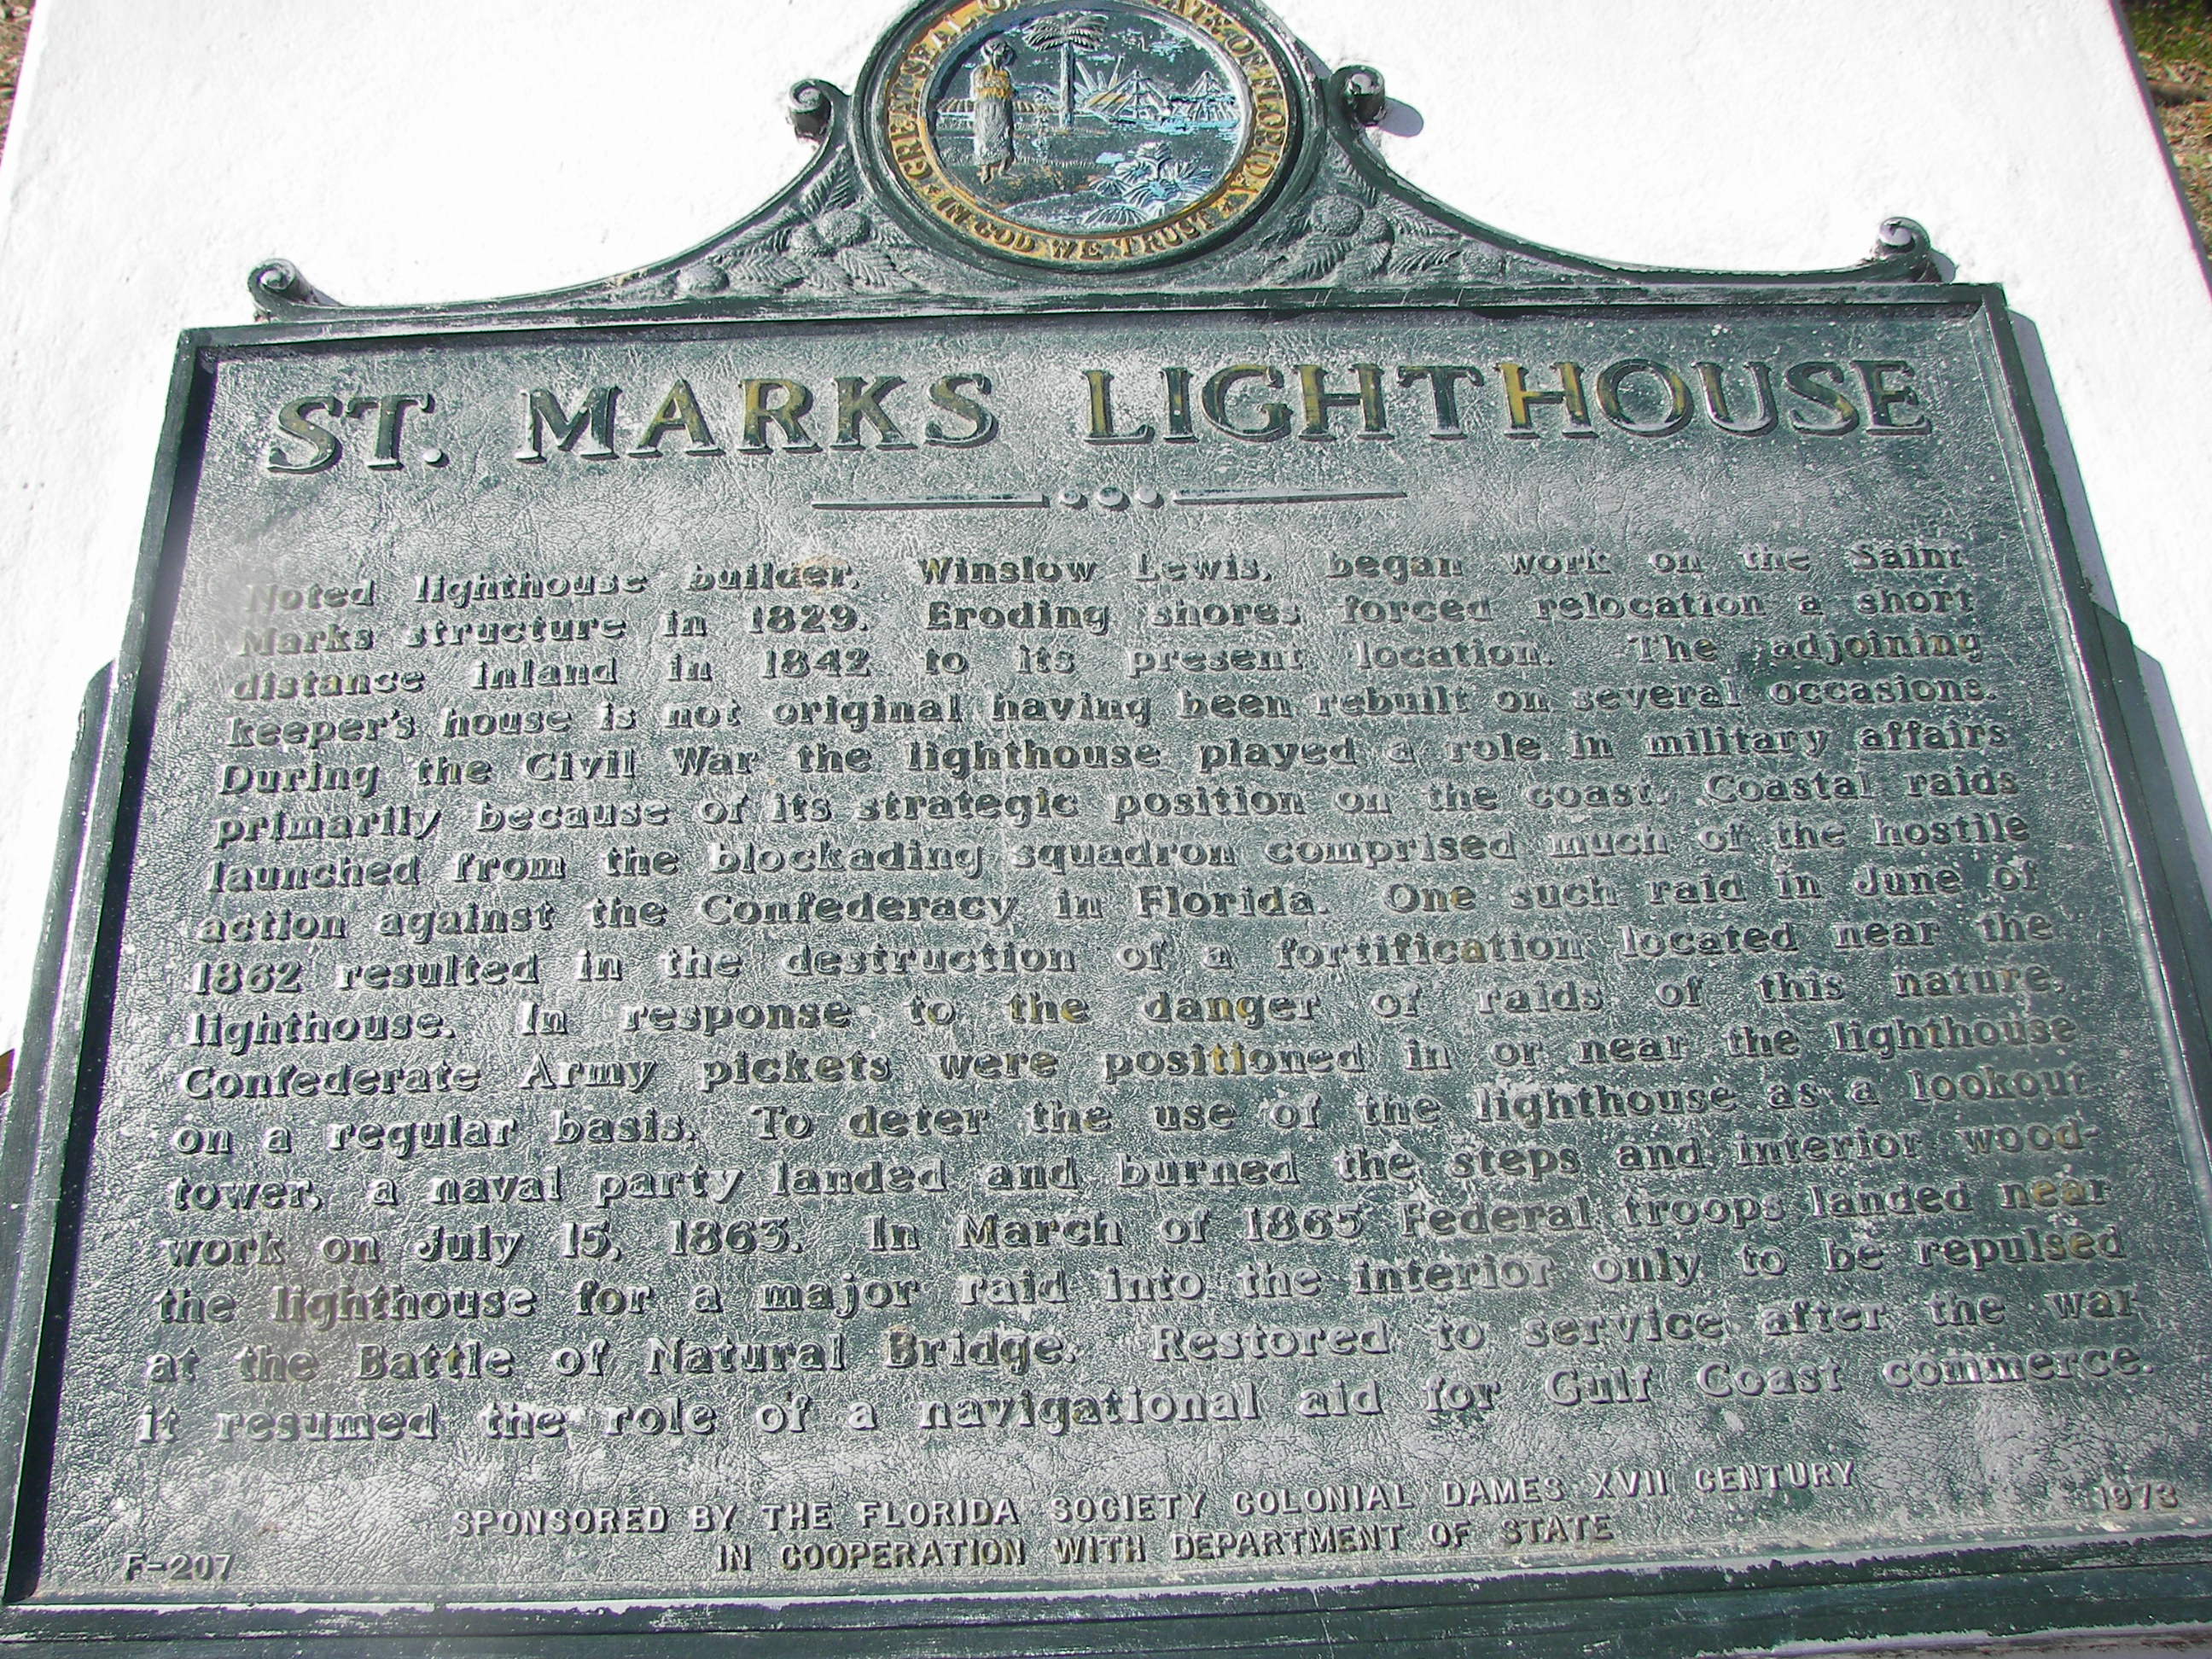 GREAT SEAL OF THE STATE OF FLORIDA
IN GOD WE TRUST
ST. MARKS LIGHTHOUSE
Noted lighthouse builder, Winslow Lewis, began work on the Saint
Marks structure in 1829. Eroding shores forced relocation a short
distance inland in 1842 to its present location. The adjoining
keeper's house is not original having been rebuilt on several occasions.
During the Civil War the lighthouse played a role in military affairs
primarily because of its strategic position on the coast. Coastal raids
launched from the blockading squadron comprised much of the hostile
action against the Confederacy in Florida. One such raid in June of
1862 resulted in the destruction of a fortification located near the
lighthouse. In response to the danger of raids of this nature,
Confederate Army pickets were positioned in or near the lighthouse
on a regular basis. To deter the use of the lighthouse as a lookout
tower, a naval party landed and burned the steps and interior wood-
work on July 15, 1863. In March of 1865 Federal troops landed near
the lighthouse for a major raid into the interior only to be repulsed
at the Battle of Natural Bridge. Restored to service after the war
it resumed the role of a navigational aid for Gulf Coast commerce.
SPONSORED BY THE FLORIDA SOCIETY COLONIAL DAMES XVII CENTURY
IN COOPERATION WITH DEPARTMENT OF STATE
F-207
1973